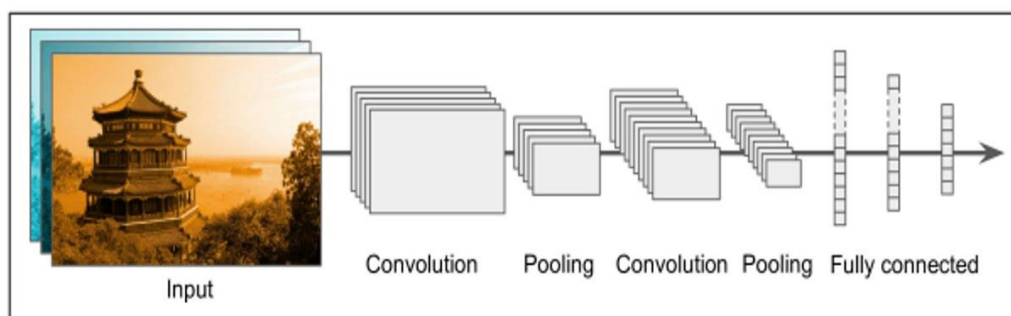 Input
Convolution
Pooling
Convolution
Pooling
Fully connected